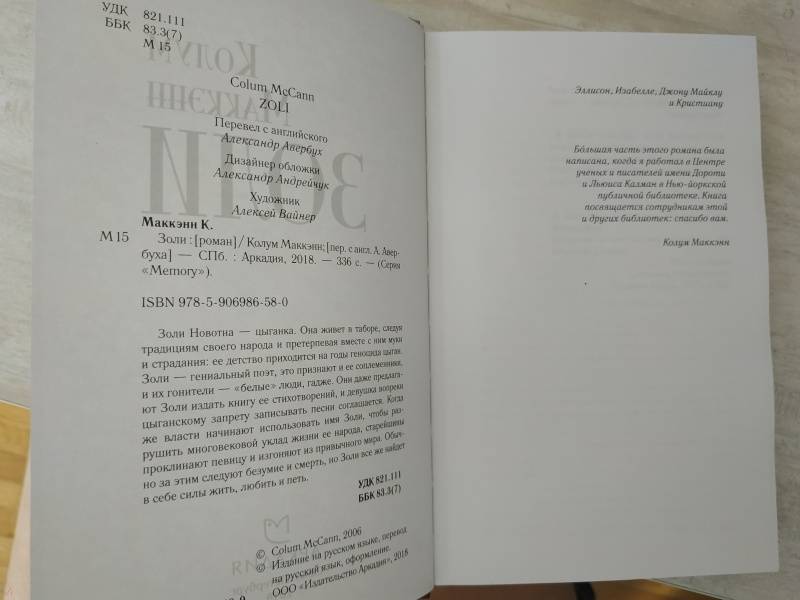 УДК 821.111
ББК 83.3(7)
М 15
Colum McCann
ZOLI
Перевел с английского
Александр Авербух
Дизайнер обложки
Александр Андрейчук
Художник
Алексей Вайнер
Маккэнн К.
М 15 Золи : [роман] / Колум Маккэнн; [пер. с англ. А. Авер-
буха] — СПб. : Аркадия, 2018. — 336 с. — (Серия
«Memory»).
ISBN 978-5-906986-58-0
Золи Новотна — цыганка. Она живет в таборе, следуя
традициям своего народа и претерпевая вместе с ним муки
и страдания: ее детство приходится на годы геноцида цыган.
Золи — гениальный поэт, это признают и ее соплеменники,
и их гонители — «белые» люди, гадже. Они даже предлага-
ют Золи издать книгу ее стихотворений, и девушка вопреки
цыганскому запрету записывать песни соглашается. Когда
же власти начинают использовать имя Золи, чтобы раз-
рушить многовековой уклад жизни ее народа, старейшины
проклинают певицу и изгоняют из привычного мира. Обыч-
но за этим следуют безумие и смерть, но Золи все же найдет
в себе силы жить, любить и петь.
УДК 821.111
ББК 83.3(7)
© Colum McCann, 2006
© Издание на русском языке, перевод
на русский язык, оформление.
ООО «Издательство Аркадия», 2018
Эллисон, Изабелле, Джону Майклу
и Кристиану
Бо́льшая часть этого романа была
написана, когда я работал в Центре
ученых и писателей имени Дороти
и Льюиса Калман в Нью-йоркской
публичной библиотеке. Книга
посвящается сотрудникам этой
и других библиотек: спасибо вам.
Колум Маккэнн